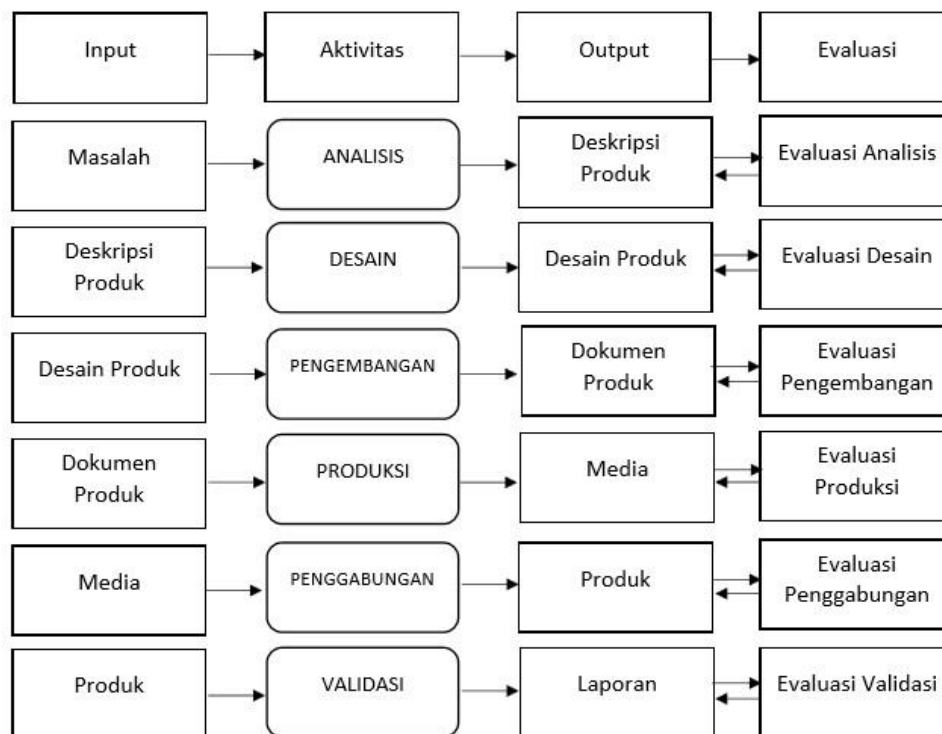 Input
Aktivitas
Output
Evaluasi
Masalah
ANALISIS
Deskripsi
Produk
Evaluasi Analisis
Deskripsi
Produk
DESAIN
Desain Produk
Evaluasi Desain
Desain Produk
PENGEMBANGAN
Dokumen
Produk
Evaluasi
Pengembangan
Dokumen
Produk
PRODUKSI
Media
Evaluasi
Produksi
Media
PENGGABUNGAN
Produk
Evaluasi
Penggabungan
Produk
VALIDASI
Laporan
Evaluasi Validasi